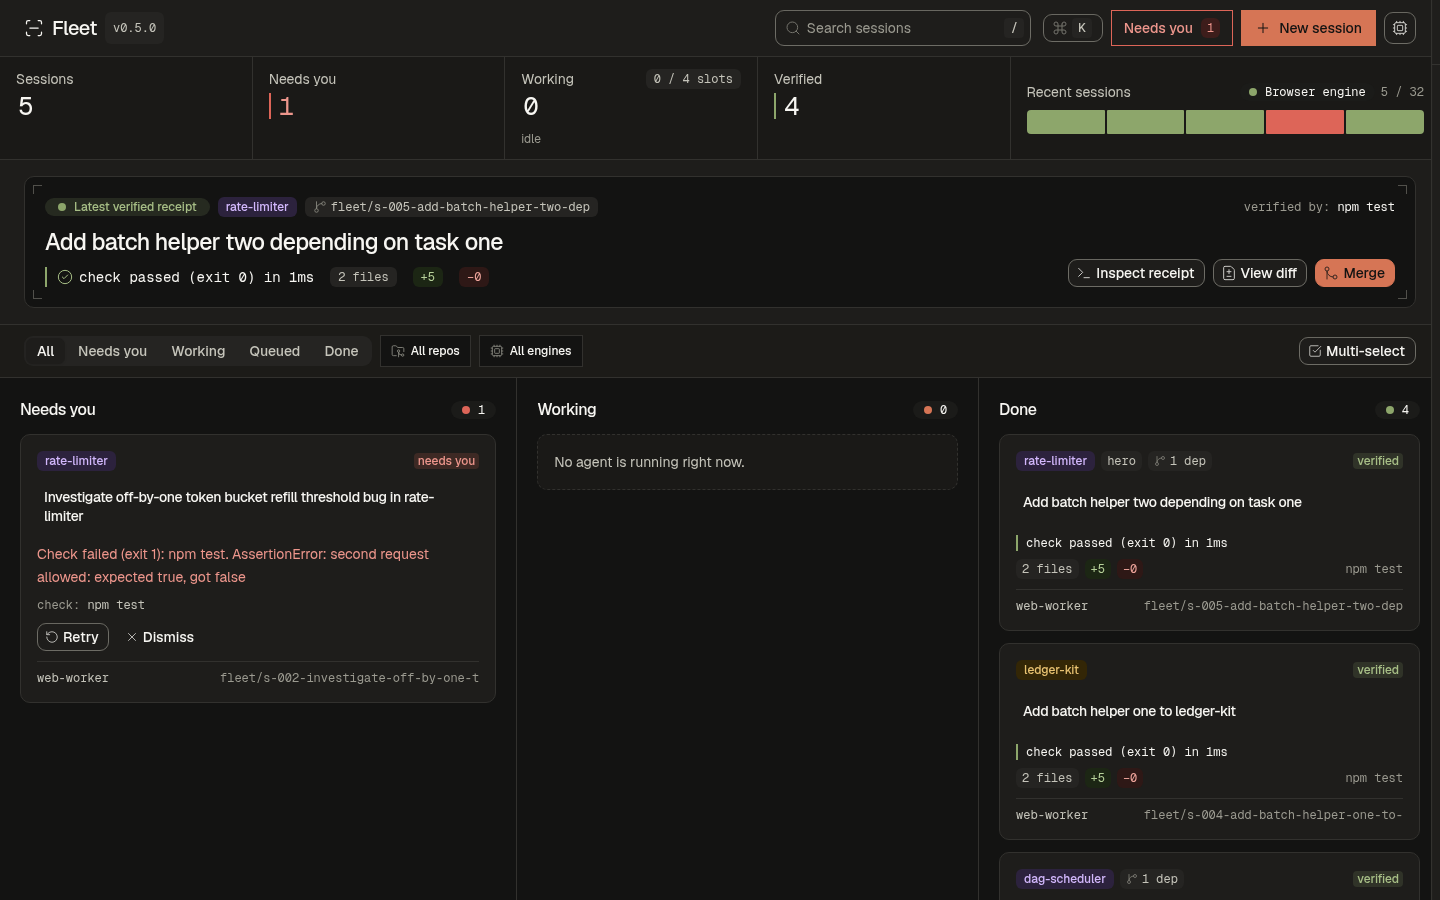 Fleet v0.5.0
Search sessions /
⌘ K
Needs you 1
+ New session
Sessions
5
Needs you
1
Working 0 / 4 slots
0
idle
Verified
4
Recent sessions Browser engine 5 / 32
Latest verified receipt rate-limiter fleet/s-005-add-batch-helper-two-dep verified by: npm test
Add batch helper two depending on task one
check passed (exit 0) in 1ms 2 files +5 −0
Inspect receipt View diff Merge
All Needs you Working Queued Done All repos All engines Multi-select
Needs you 1
rate-limiter needs you
Investigate off-by-one token bucket refill threshold bug in rate-
limiter
Check failed (exit 1): npm test. AssertionError: second request
allowed: expected true, got false
check: npm test
Retry Dismiss
web-worker fleet/s-002-investigate-off-by-one-t
Working 0
No agent is running right now.
Done 4
rate-limiter hero 1 dep verified
Add batch helper two depending on task one
check passed (exit 0) in 1ms
2 files +5 −0 npm test
web-worker fleet/s-005-add-batch-helper-two-dep
ledger-kit verified
Add batch helper one to ledger-kit
check passed (exit 0) in 1ms
2 files +5 −0 npm test
web-worker fleet/s-004-add-batch-helper-one-to-
dag-scheduler 1 dep verified